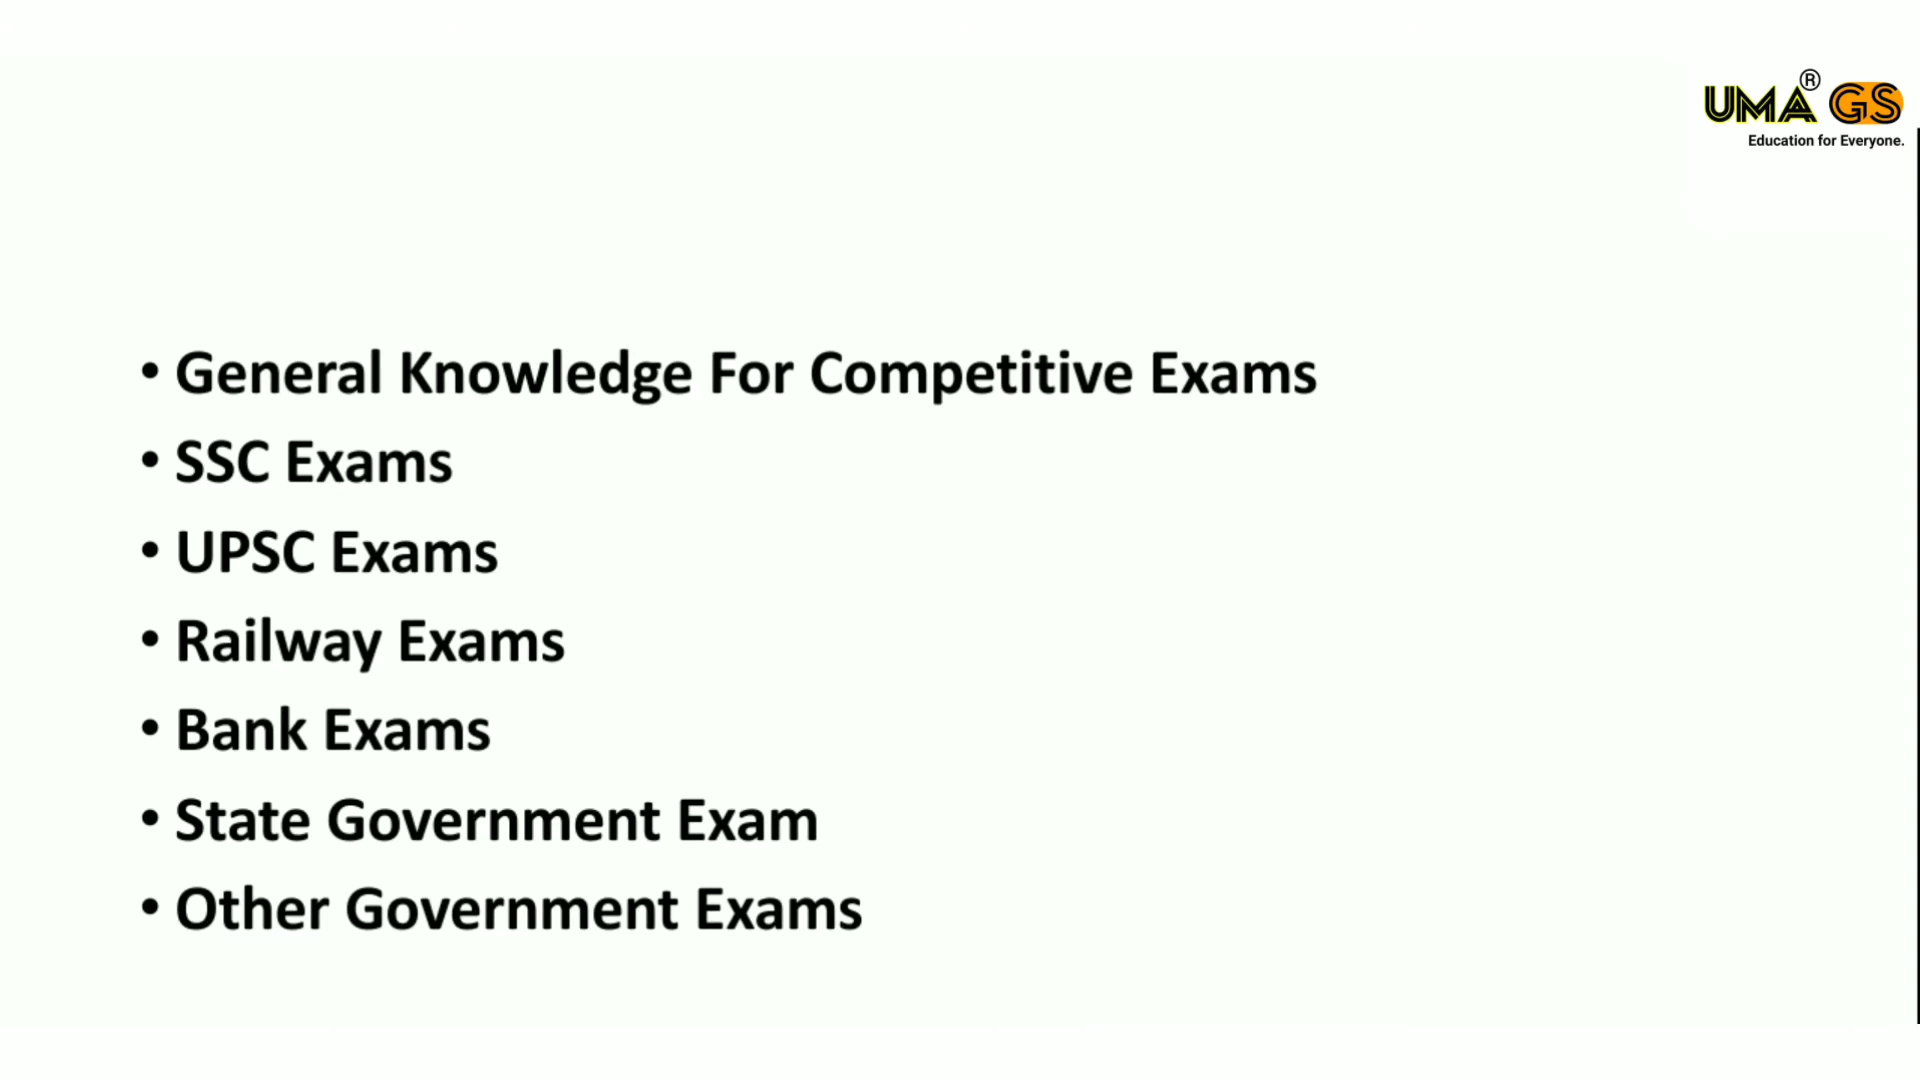 UMA® GS
Education for Everyone.
• General Knowledge For Competitive Exams
• SSC Exams
• UPSC Exams
• Railway Exams
• Bank Exams
• State Government Exam
• Other Government Exams